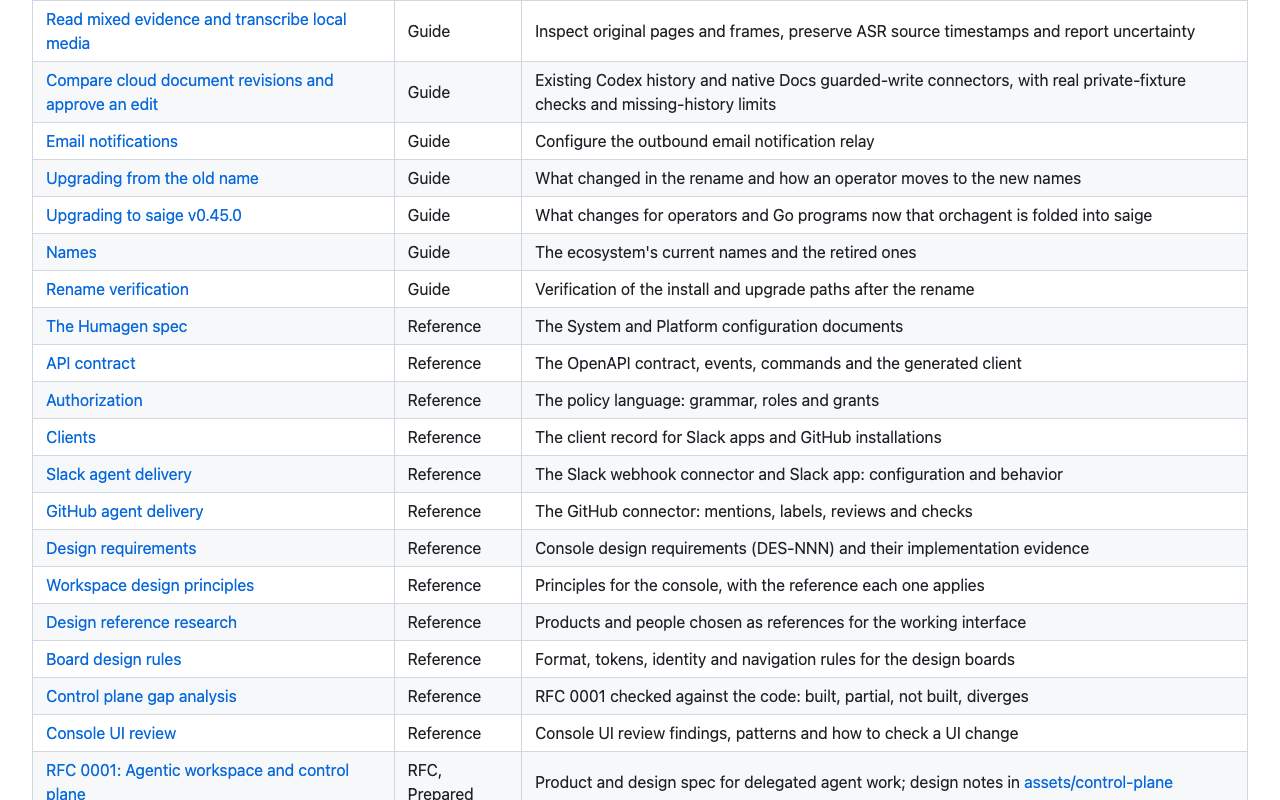 Read mixed evidence and transcribe local
media
Guide
Inspect original pages and frames, preserve ASR source timestamps and report uncertainty
Compare cloud document revisions and
approve an edit
Guide
Existing Codex history and native Docs guarded-write connectors, with real private-fixture
checks and missing-history limits
Email notifications
Guide
Configure the outbound email notification relay
Upgrading from the old name
Guide
What changed in the rename and how an operator moves to the new names
Upgrading to saige v0.45.0
Guide
What changes for operators and Go programs now that orchagent is folded into saige
Names
Guide
The ecosystem's current names and the retired ones
Rename verification
Guide
Verification of the install and upgrade paths after the rename
The Humagen spec
Reference
The System and Platform configuration documents
API contract
Reference
The OpenAPI contract, events, commands and the generated client
Authorization
Reference
The policy language: grammar, roles and grants
Clients
Reference
The client record for Slack apps and GitHub installations
Slack agent delivery
Reference
The Slack webhook connector and Slack app: configuration and behavior
GitHub agent delivery
Reference
The GitHub connector: mentions, labels, reviews and checks
Design requirements
Reference
Console design requirements (DES-NNN) and their implementation evidence
Workspace design principles
Reference
Principles for the console, with the reference each one applies
Design reference research
Reference
Products and people chosen as references for the working interface
Board design rules
Reference
Format, tokens, identity and navigation rules for the design boards
Control plane gap analysis
Reference
RFC 0001 checked against the code: built, partial, not built, diverges
Console UI review
Reference
Console UI review findings, patterns and how to check a UI change
RFC 0001: Agentic workspace and control
plane
RFC,
Prepared
Product and design spec for delegated agent work; design notes in assets/control-plane